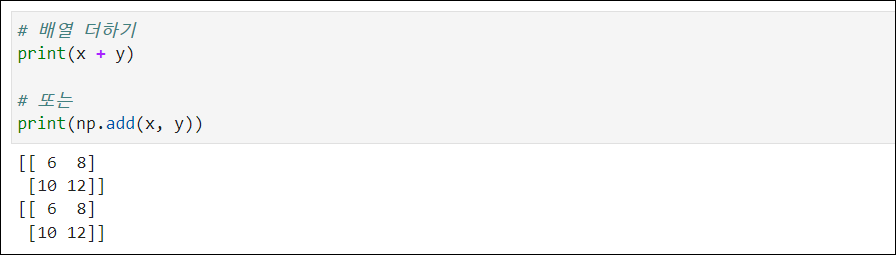 # 배열 더하기
print(x + y)
# 또는
print(np.add(x, y))
[[ 6  8]
 [10 12]]
[[ 6  8]
 [10 12]]